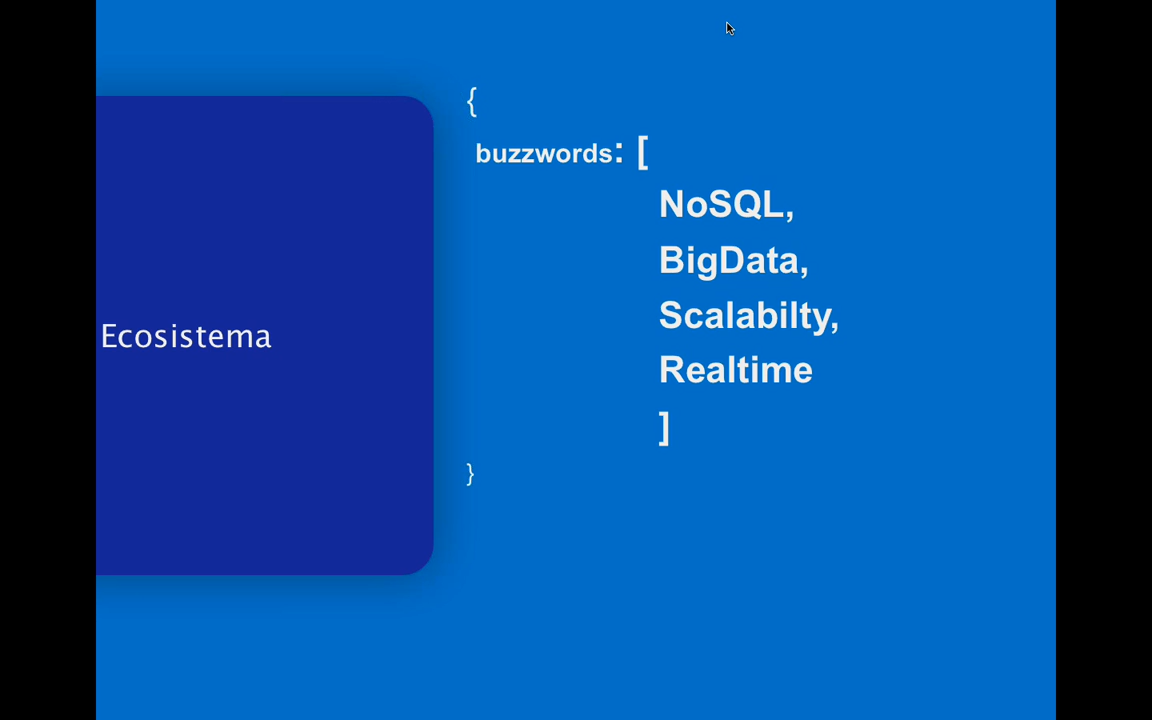 Ecosistema
{
buzzwords: [
NoSQL,
BigData,
Scalabilty,
Realtime
]
}